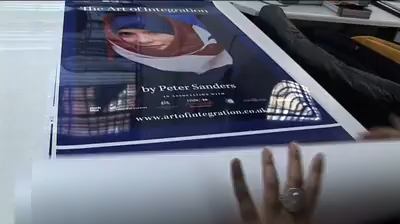 The Art of Integration
by Peter Sanders
IN ASSOCIATION WITH
www.artofintegration.co.uk